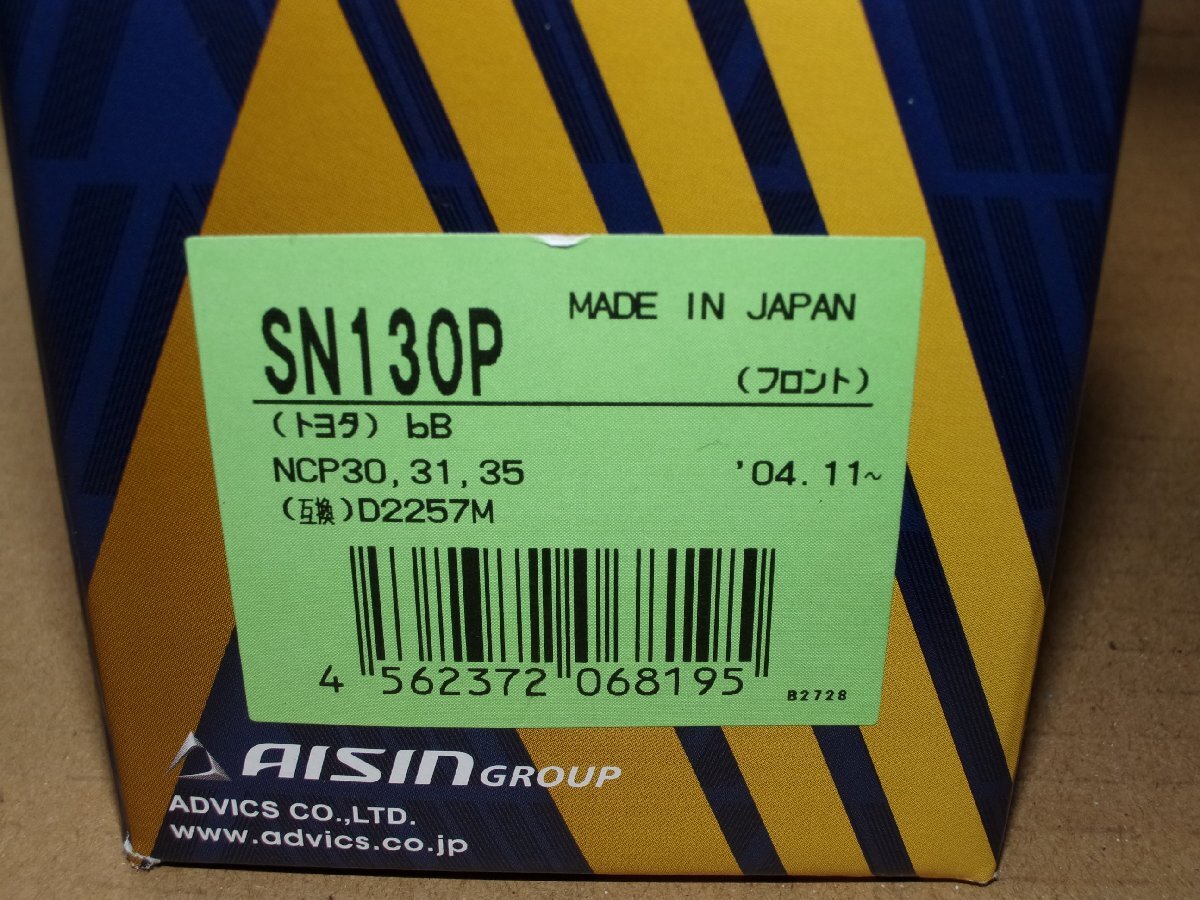 MADE IN JAPAN
SN130P (フロント)
(トヨタ) bB
NCP30,31,35 '04.11~
(互換)D2257M
4 562372 068195
B2728
AISIN GROUP
ADVICS CO.,LTD.
www.advics.co.jp